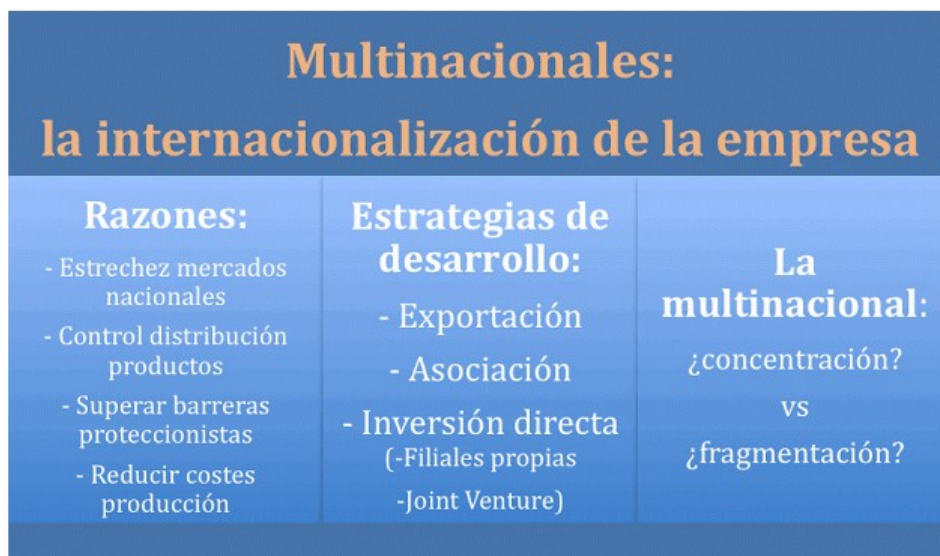 Multinacionales:
la internacionalización de la empresa
Razones:
- Estrechez mercados
nacionales
- Control distribución
productos
- Superar barreras
proteccionistas
- Reducir costes
producción
Estrategias de
desarrollo:
- Exportación
- Asociación
- Inversión directa
(-Filiales propias
-Joint Venture)
La
multinacional:
¿concentración?
vs
¿fragmentación?